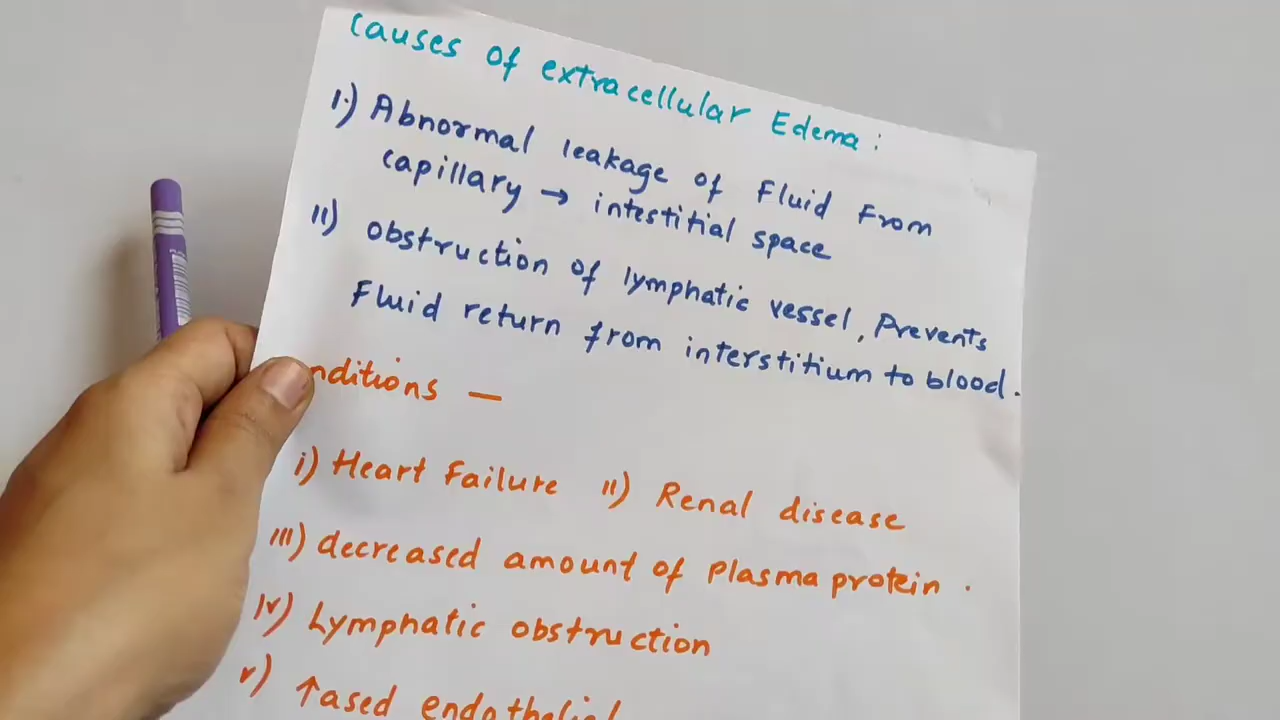 Causes of extracellular Edema :
I.) Abnormal leakage of Fluid From
capillary → intestitial space
II) obstruction of lymphatic vessel, Prevents
Fluid return from interstitium to blood.
nditions —
i) Heart Failure II) Renal disease
III) decreased amount of plasma protein .
IV) Lymphatic obstruction
V) ↑ased endothelial